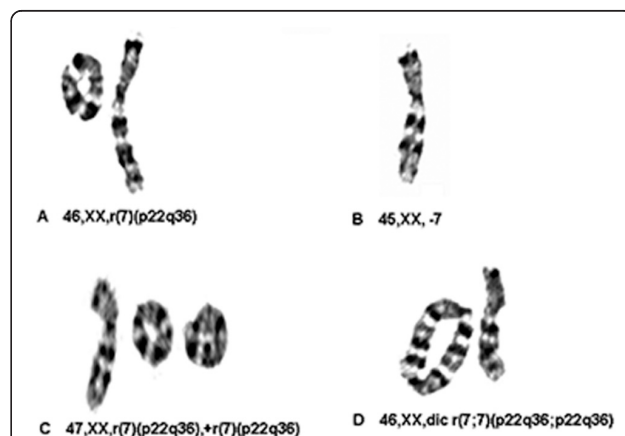 A 46,XX,r(7)(p22q36)
B 45,XX, -7
C 47,XX,r(7)(p22q36),+r(7)(p22q36)
D 46,XX,dic r(7;7)(p22q36;p22q36)